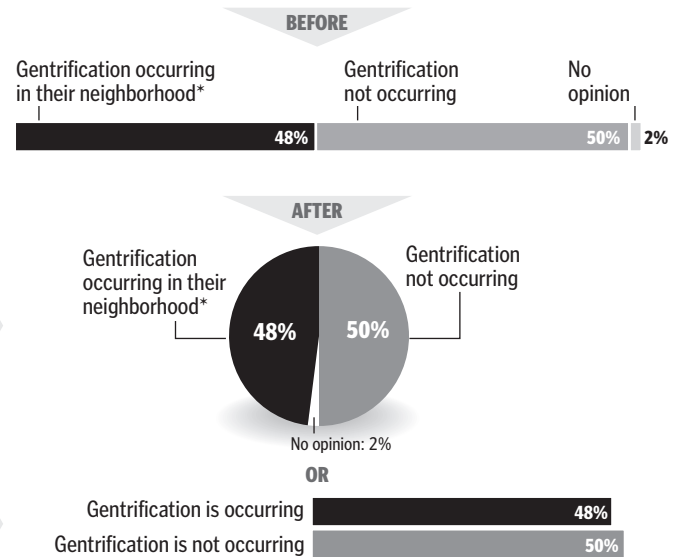 BEFORE
Gentrification occurring
in their neighborhood*
Gentrification
not occurring
No
opinion
48%
50%
2%
AFTER
Gentrification
occurring in their
neighborhood*
Gentrification
not occurring
48%
50%
No opinion: 2%
OR
Gentrification is occurring
48%
Gentrification is not occurring
50%